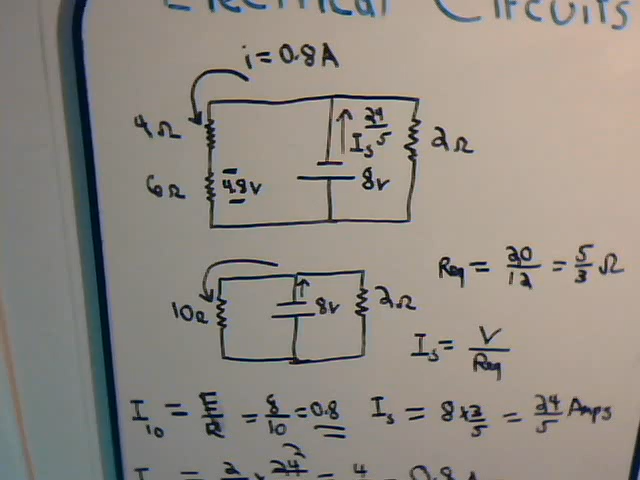 Electrical Circuits
i = 0.8A
4Ω
6Ω
4.8v
Is 24/5
8v
2Ω
10Ω
8v
2Ω
Req = 20/12 = 5/3 Ω
Is = V/Req
I10 = E/R = 8/10 = 0.8
Is = 8 x 3/5 = 24/5 Amps